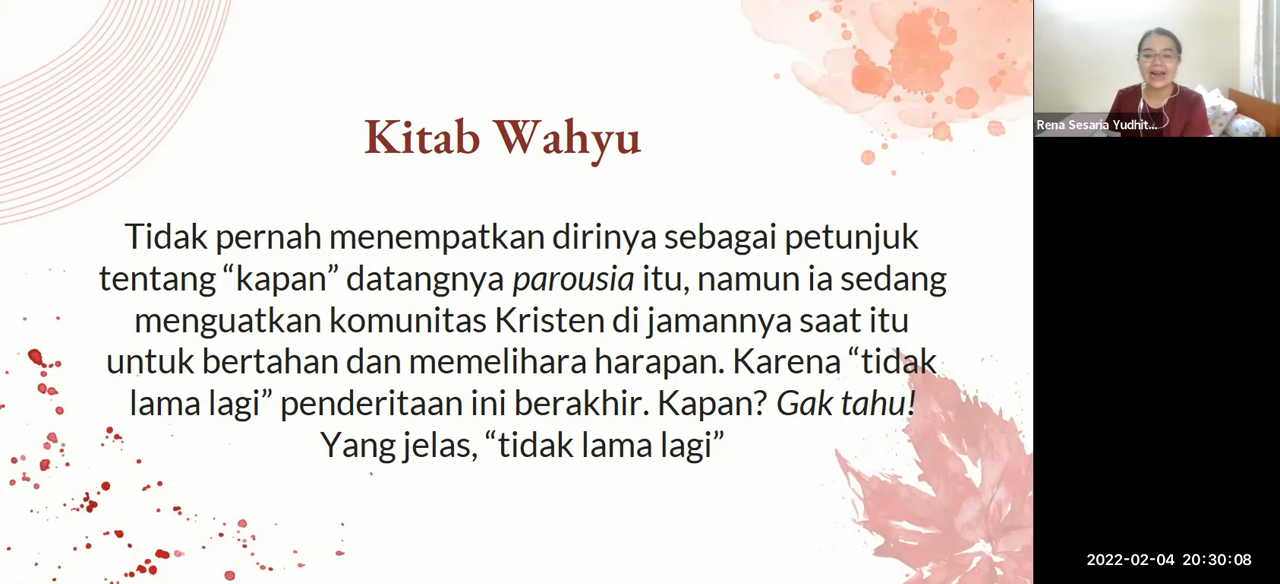 Kitab Wahyu
Tidak pernah menempatkan dirinya sebagai petunjuk
tentang “kapan” datangnya parousia itu, namun ia sedang
menguatkan komunitas Kristen di jamannya saat itu
untuk bertahan dan memelihara harapan. Karena “tidak
lama lagi” penderitaan ini berakhir. Kapan? Gak tahu!
Yang jelas, “tidak lama lagi”
Rena Sesaria Yudhit...
2022-02-04 20:30:08